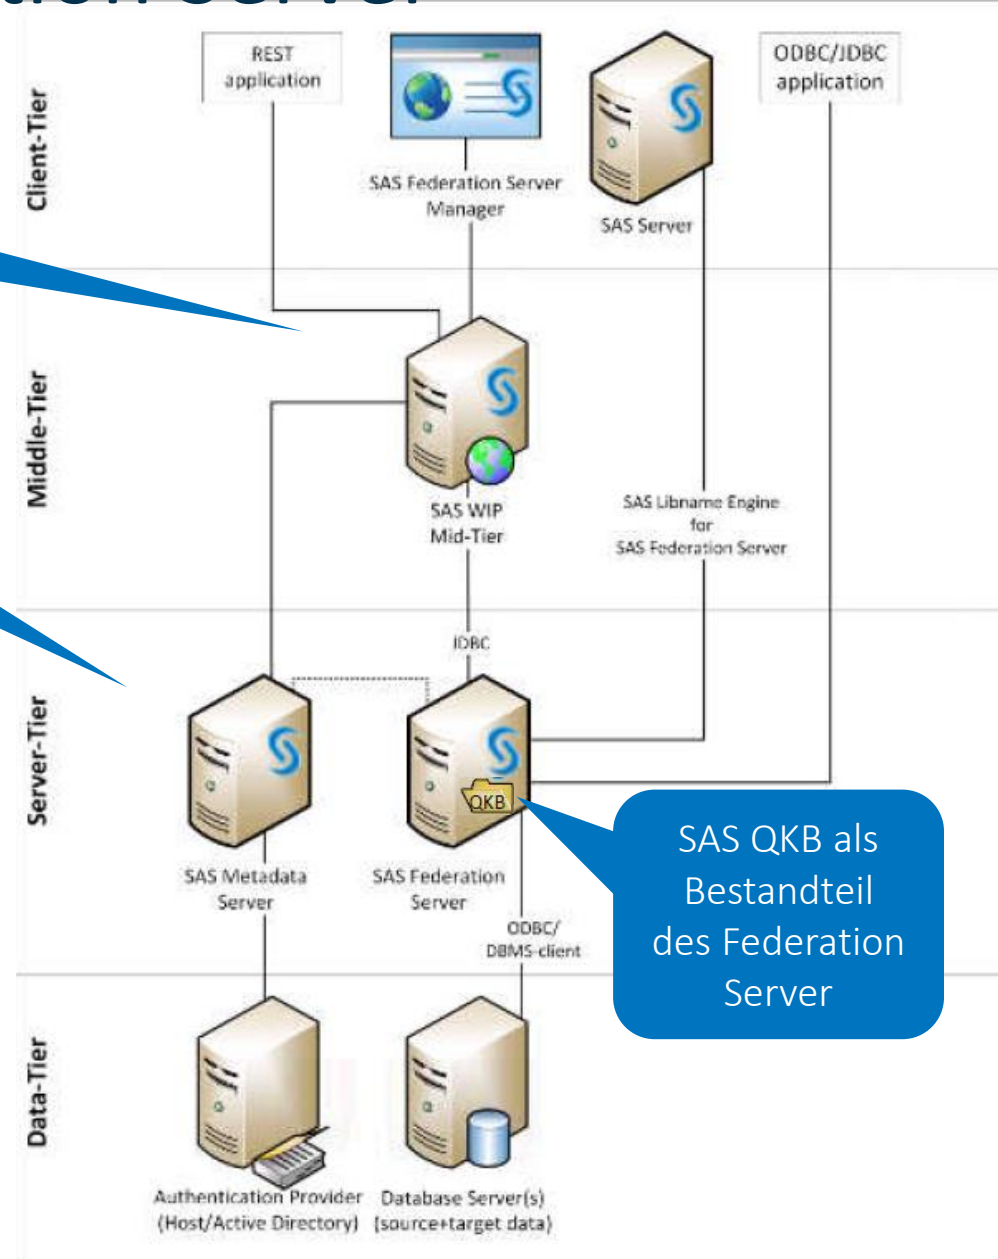 tion Server
REST
application
ODBC/JDBC
application
Client-Tier
SAS Federation Server
Manager
SAS Server
Middle-Tier
SAS WIP
Mid-Tier
SAS Libname Engine
for
SAS Federation Server
JDBC
Server-Tier
QKB
SAS QKB als
Bestandteil
des Federation
Server
SAS Metadata
Server
SAS Federation
Server
ODBC/
DBMS-client
Data-Tier
Authentication Provider
(Host/Active Directory)
Database Server(s)
(source+target data)